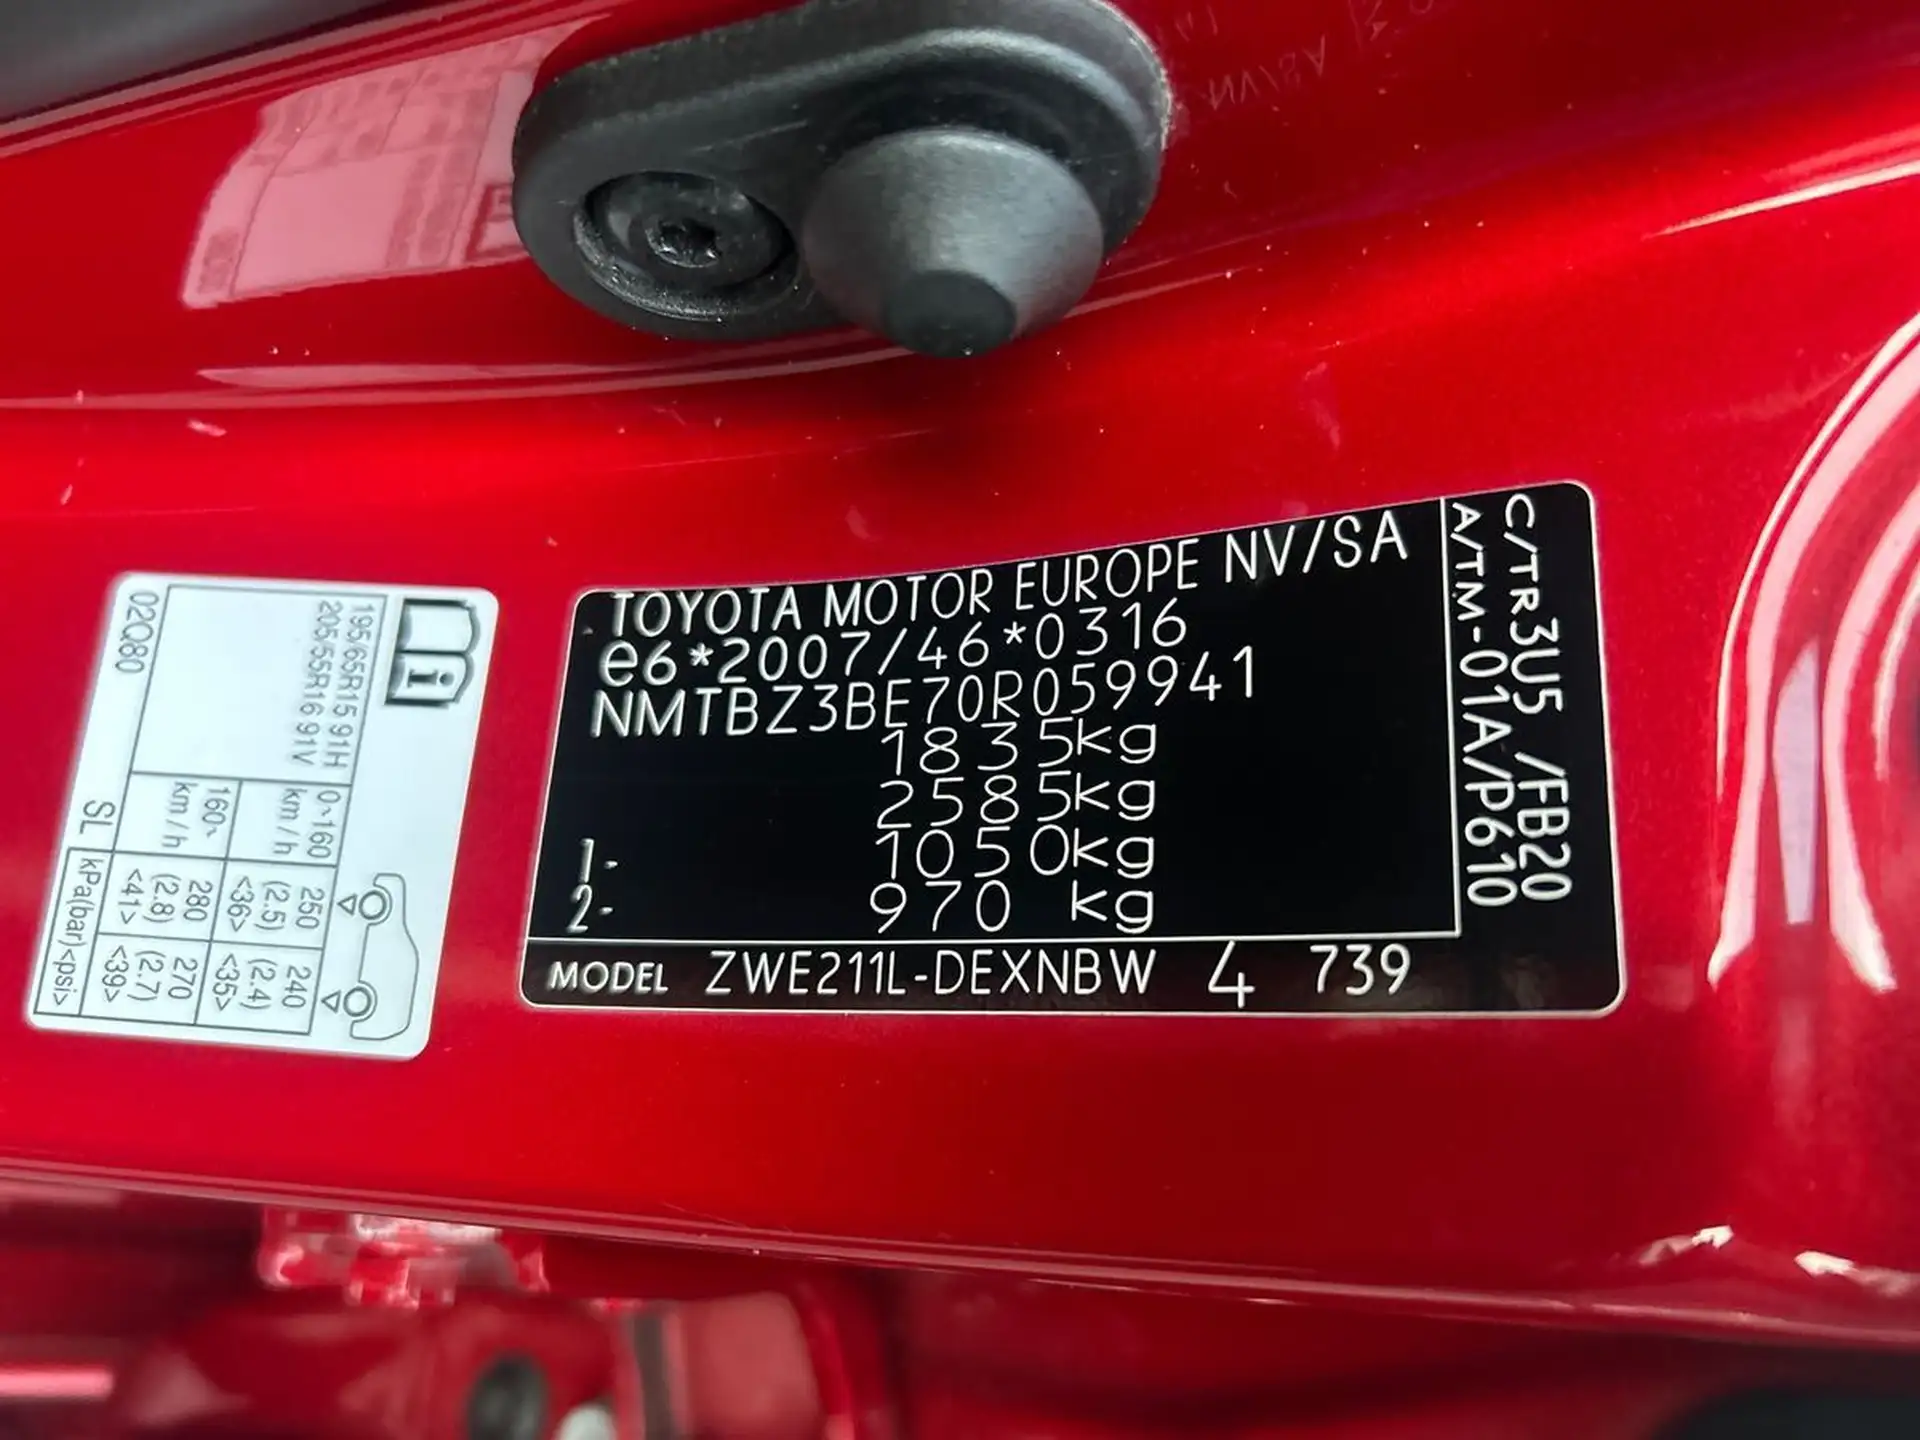 TOYOTA MOTOR EUROPE NV/SA
e6*2007/46*0316
NMTBZ3BE70R059941
1835kg
2585kg
1- 1050kg
2- 970 kg
MODEL ZWE211L-DEXNBW 4 739
C/TR3U5 /FB20
A/TM-01A/P610
i
195/65R15 91H
205/55R16 91V
0~160 km/h
250 (2.5) <36>
240 (2.4) <35>
160~ km/h
280 (2.8) <41>
270 (2.7) <39>
SL kPa(bar)<psi>
02Q80